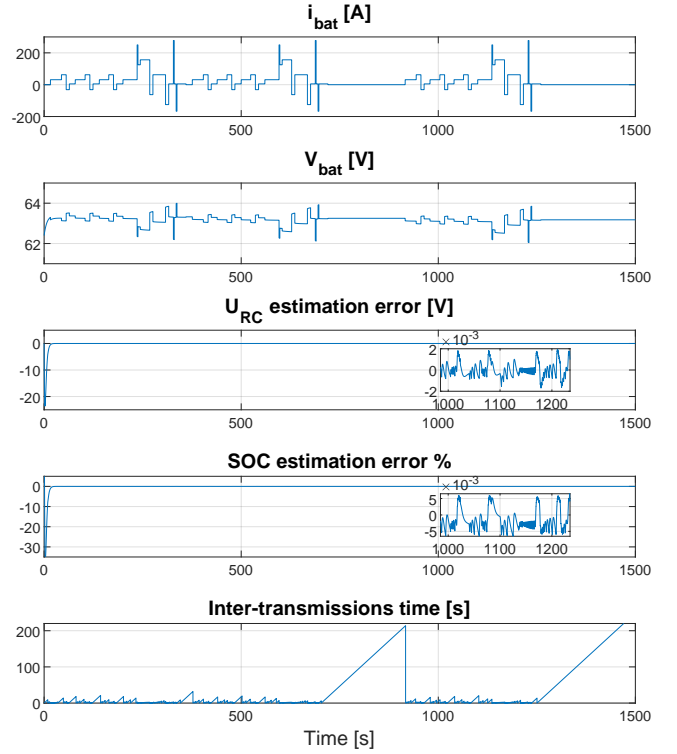 i_bat [A]
200
0
-200
0 500 1000 1500
V_bat [V]
64
62
0 500 1000 1500
U_RC estimation error [V]
0
-10
-20
× 10^-3
2
0
-2
1000 1100 1200
0 500 1000 1500
SOC estimation error %
0
-10
-20
-30
× 10^-3
5
0
-5
1000 1100 1200
0 500 1000 1500
Inter-transmissions time [s]
200
100
0
0 500 1000 1500
Time [s]